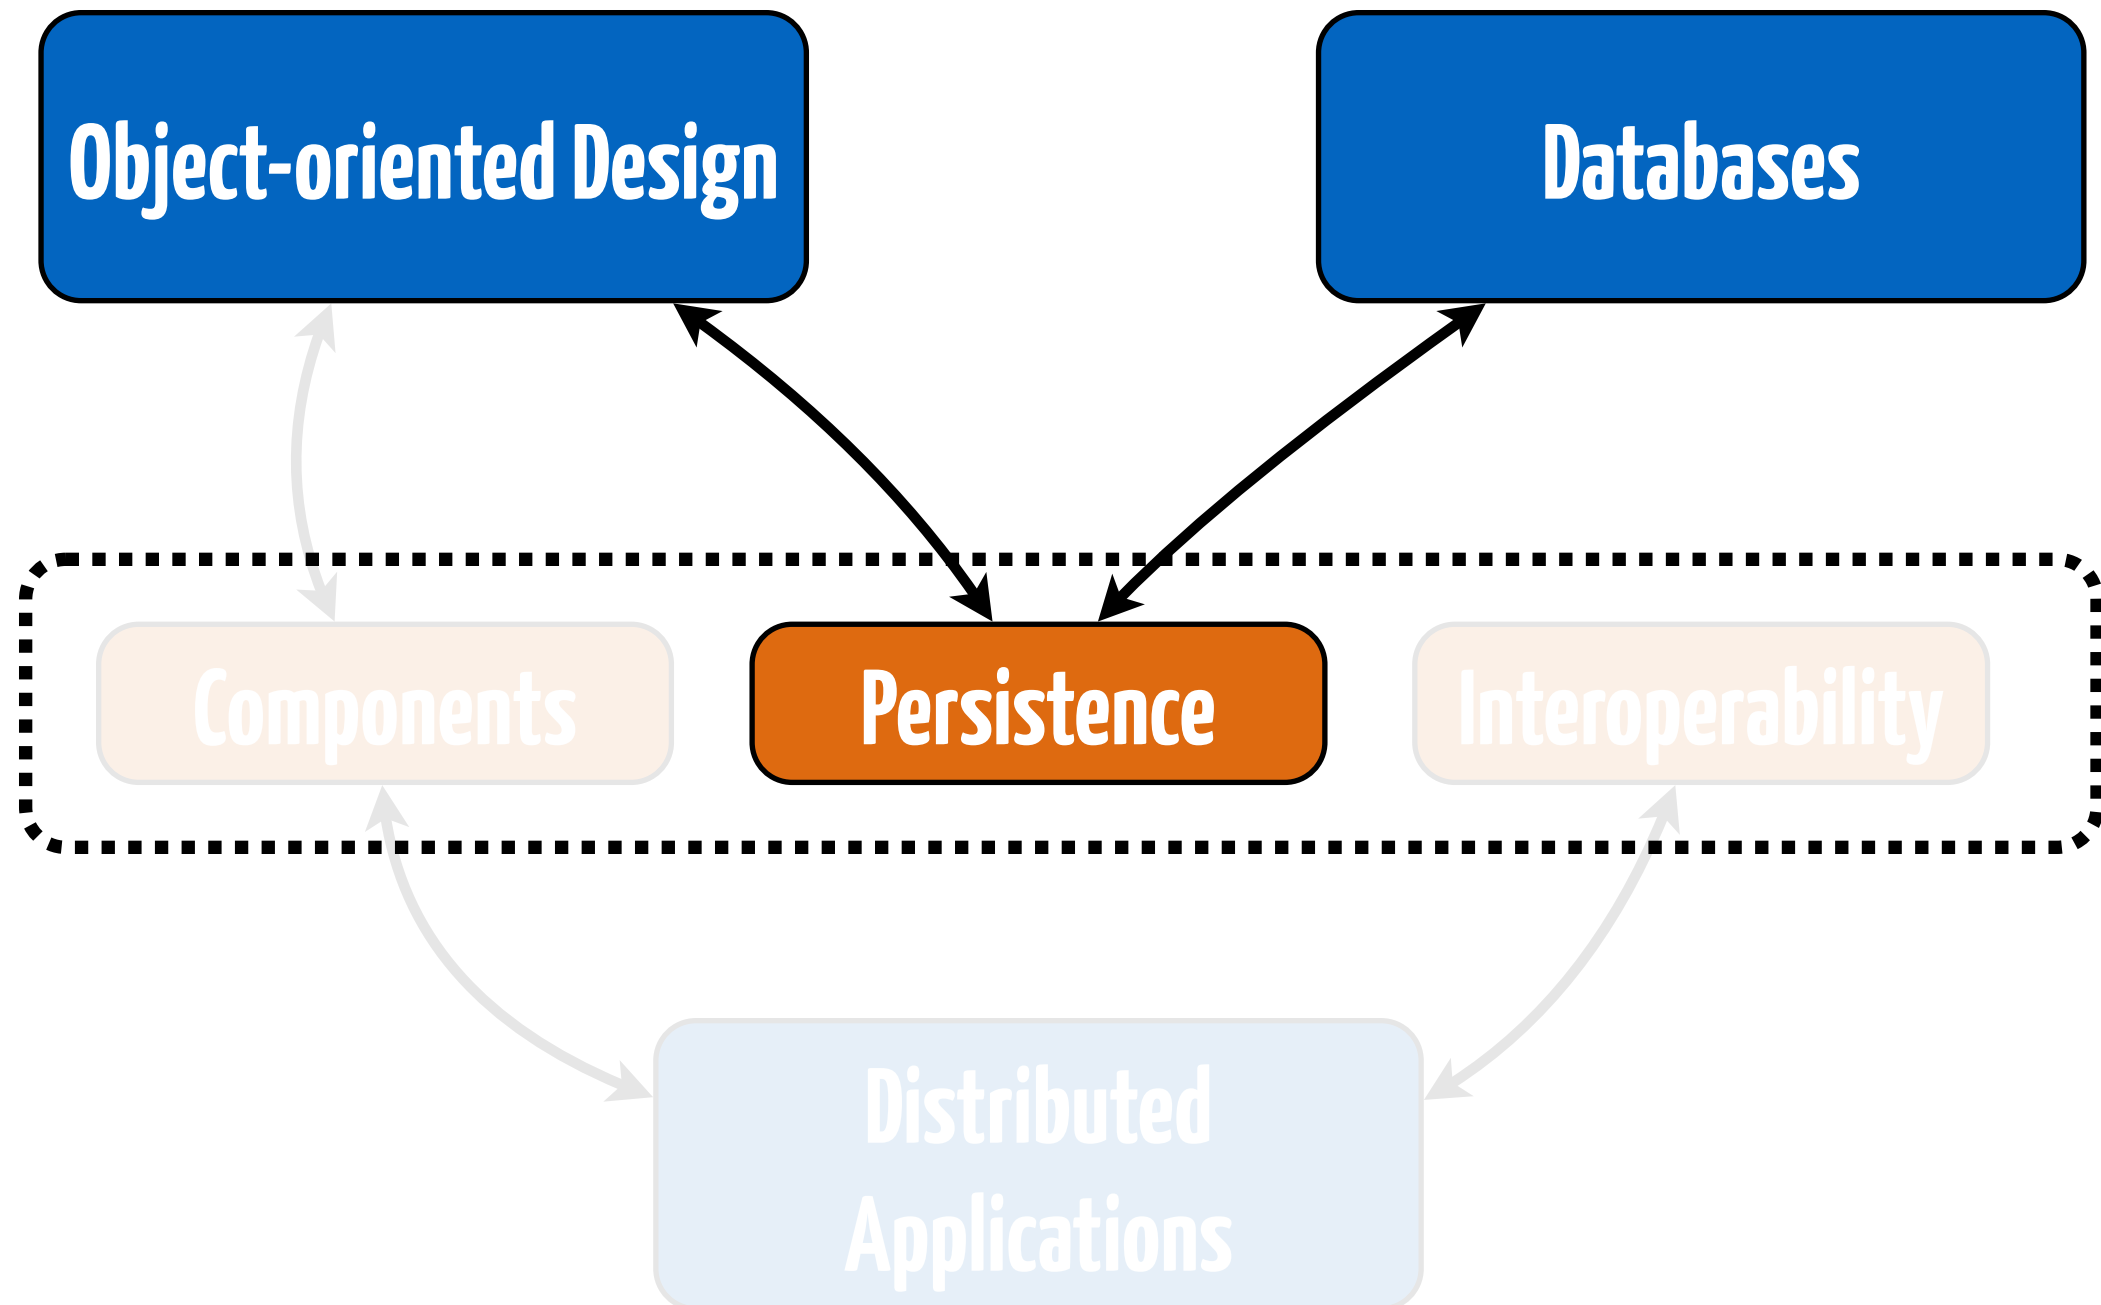 Object-oriented Design
Databases
Components
Persistence
Interoperability
Distributed
Applications